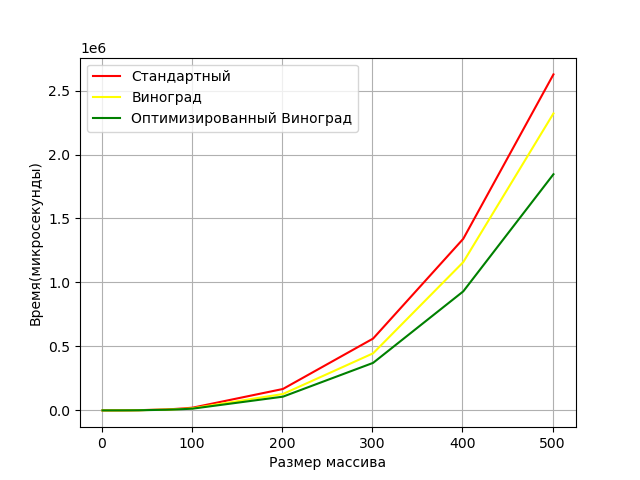 1e6
Стандартный
Виноград
Оптимизированный Виноград
2.5
2.0
1.5
1.0
0.5
0.0
Время(микросекунды)
0 100 200 300 400 500
Размер массива